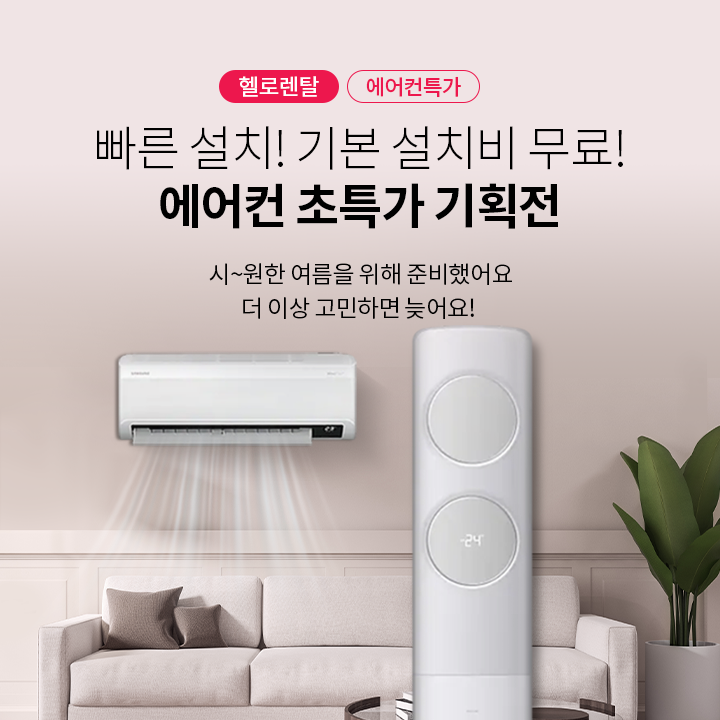 헬로렌탈 에어컨특가
빠른 설치! 기본 설치비 무료!
에어컨 초특가 기획전
시~원한 여름을 위해 준비했어요
더 이상 고민하면 늦어요!
SAMSUNG
24